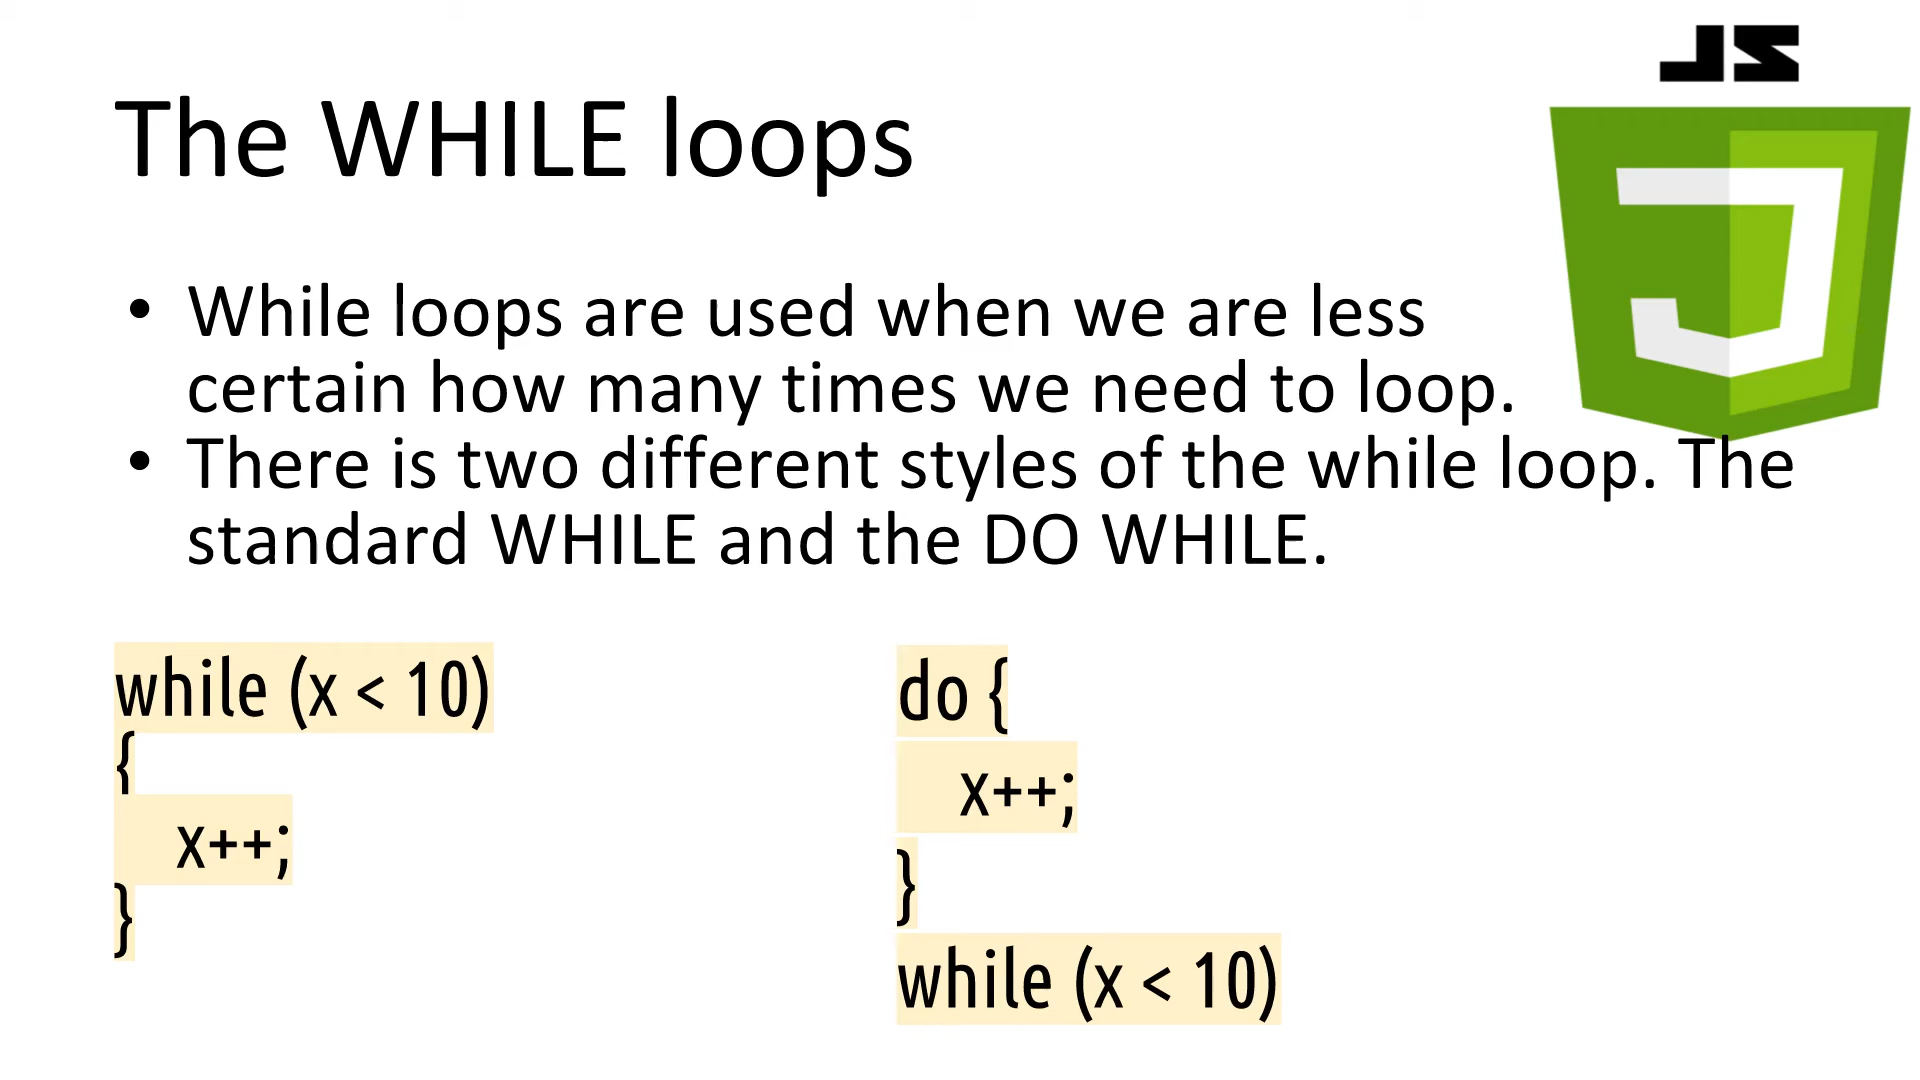 JS
The WHILE loops
• While loops are used when we are less
certain how many times we need to loop.
• There is two different styles of the while loop. The
standard WHILE and the DO WHILE.
while (x < 10)
{
    x++;
}
do {
    x++;
}
while (x < 10)